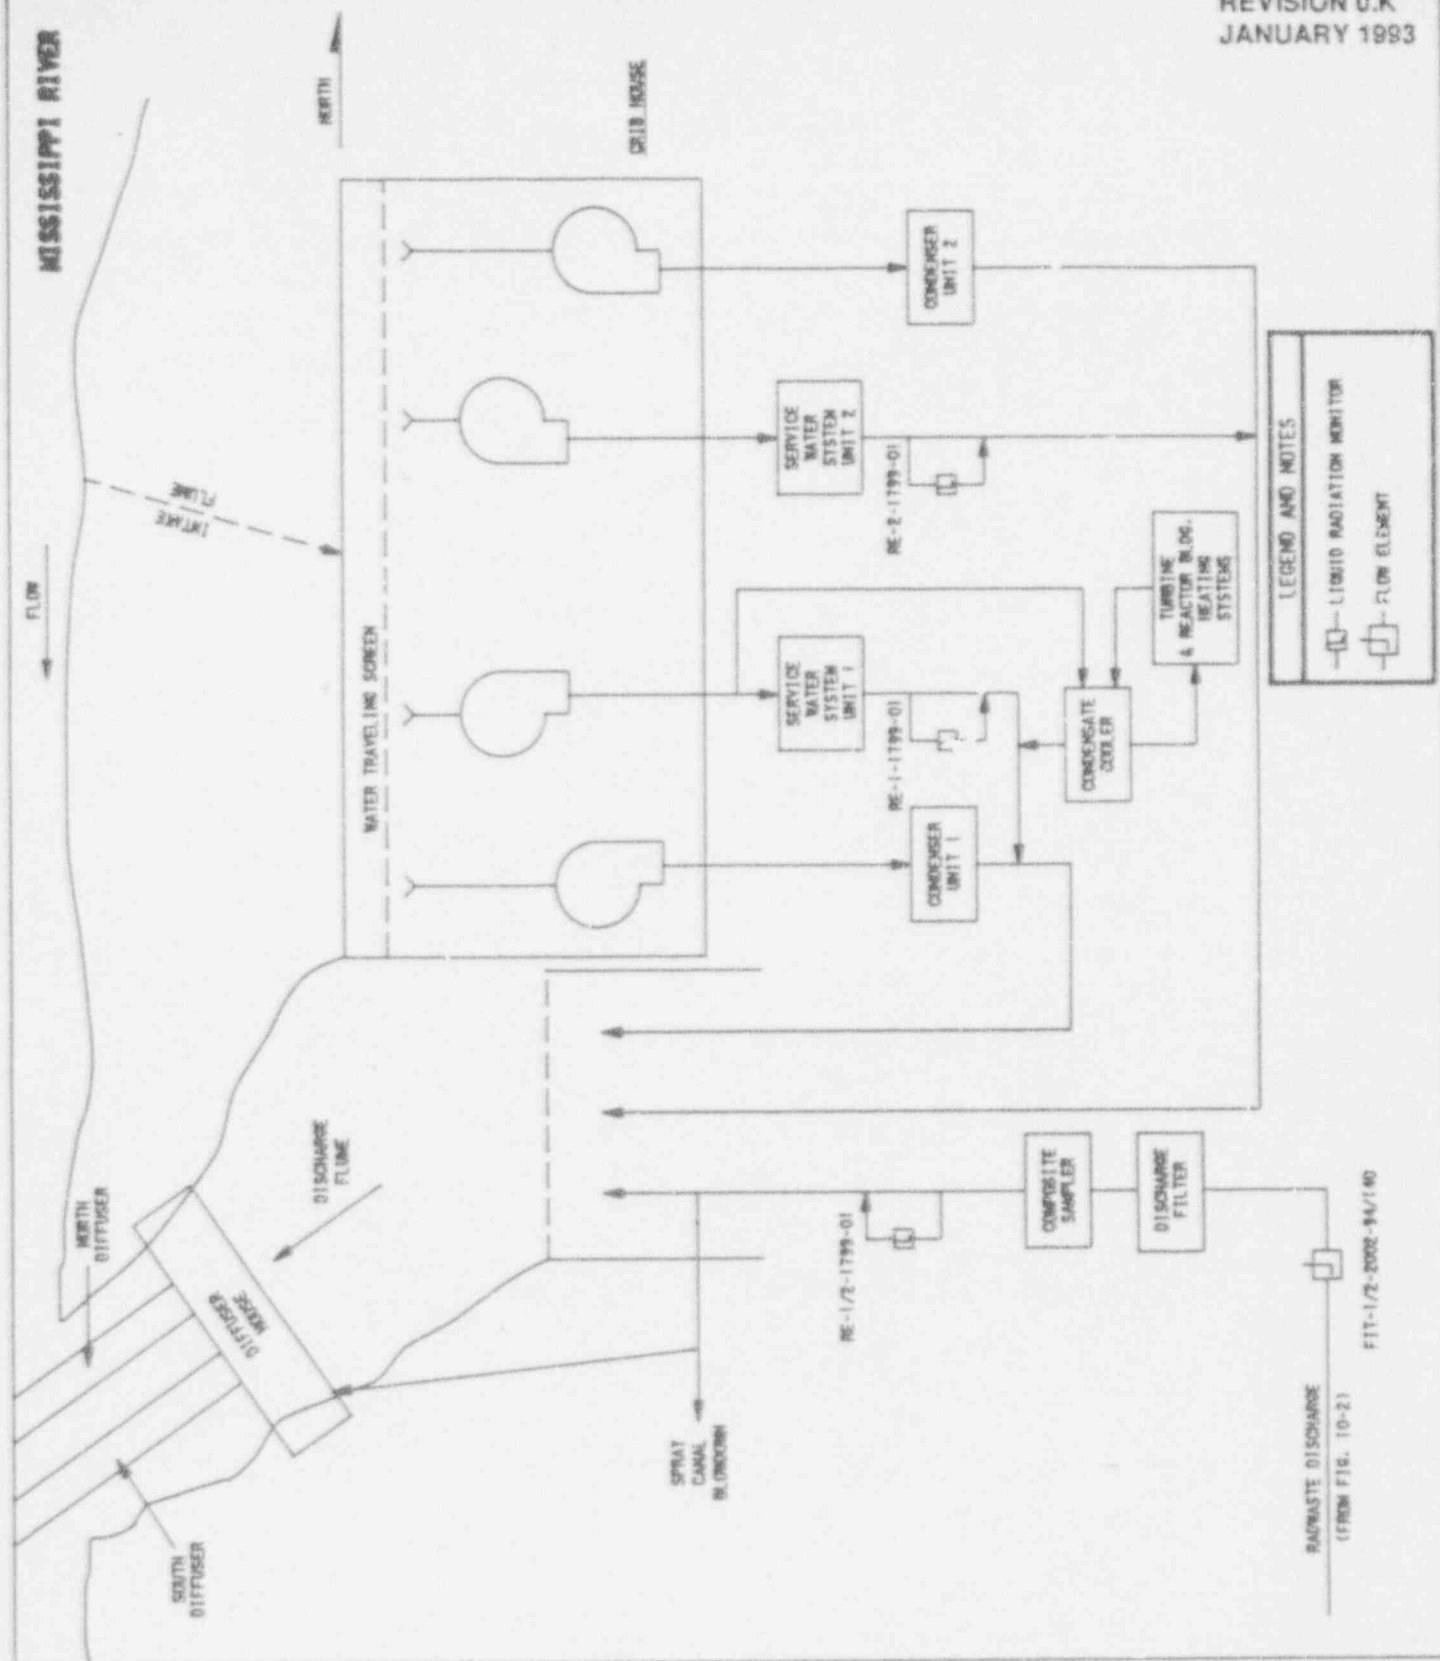 REVISION 0.K
JANUARY 1993
MISSISSIPPI RIVER
NORTH
FLOW
INTAKE
FLUME
CRIB HOUSE
WATER TRAVELING SCREEN
CONDENSER
UNIT 2
SERVICE
WATER
SYSTEM
UNIT 2
RE-2-1799-01
SERVICE
WATER
SYSTEM
UNIT 1
RE-1-1799-01
CONDENSER
UNIT 1
CONDENSATE
COOLER
TURBINE
& REACTOR BLDG.
HEATING
SYSTEMS
LEGEND AND NOTES
LIQUID RADIATION MONITOR
FLOW ELEMENT
NORTH
DIFFUSER
DISCHARGE
FLUME
DIFFUSER
HOUSE
SOUTH
DIFFUSER
SPRAY
CANAL
BLOWDOWN
RE-1/2-1799-01
COMPOSITE
SAMPLER
DISCHARGE
FILTER
FIT-1/2-2002-94/140
RADWASTE DISCHARGE
(FROM FIG. 10-2)